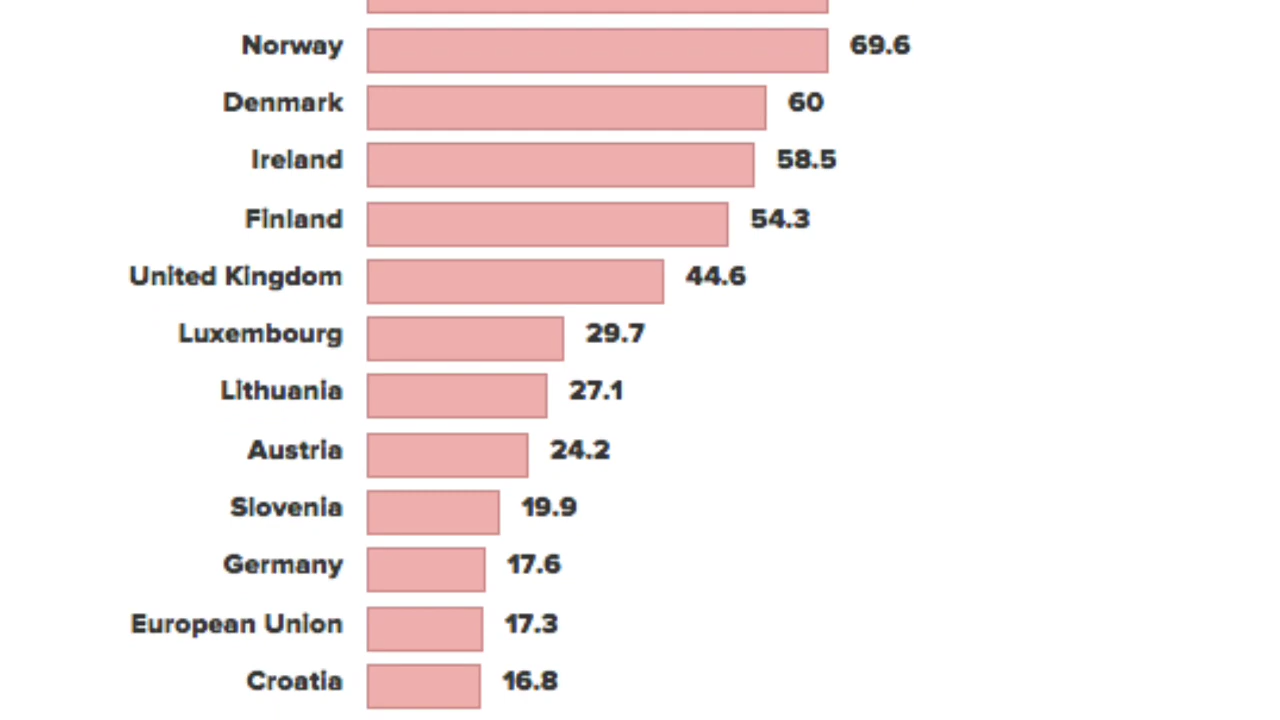 Norway 69.6
Denmark 60
Ireland 58.5
Finland 54.3
United Kingdom 44.6
Luxembourg 29.7
Lithuania 27.1
Austria 24.2
Slovenia 19.9
Germany 17.6
European Union 17.3
Croatia 16.8